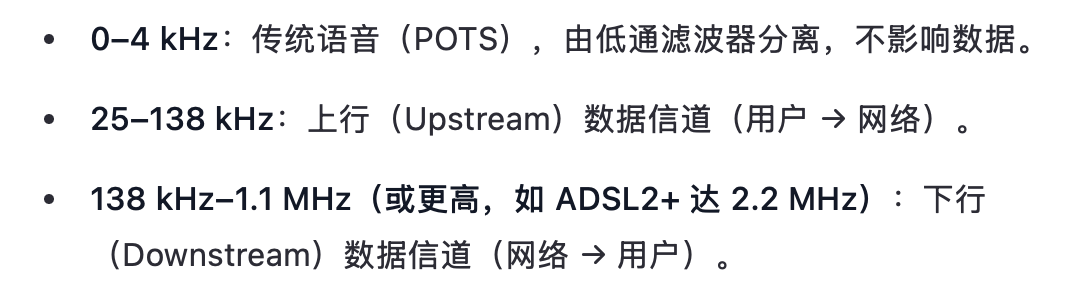 • 0–4 kHz：传统语音（POTS），由低通滤波器分离，不影响数据。
• 25–138 kHz：上行（Upstream）数据信道（用户 → 网络）。
• 138 kHz–1.1 MHz（或更高，如 ADSL2+ 达 2.2 MHz）：下行
（Downstream）数据信道（网络 → 用户）。